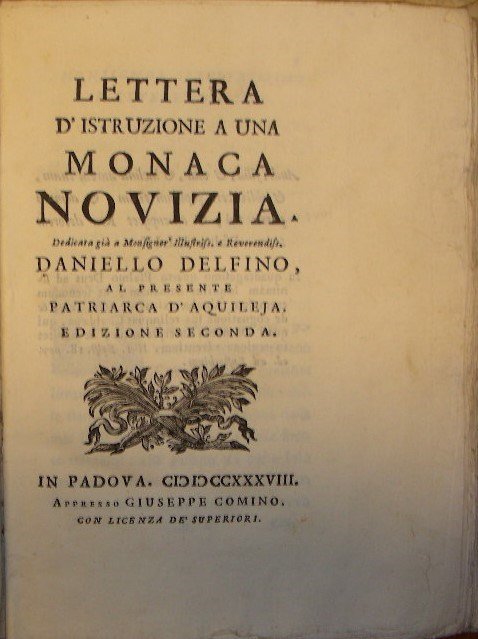 LETTERA
D' ISTRUZIONE A UNA
MONACA
NOVIZIA.
Dedicata già a Monsignor' Illustriss. e Reverendiss.
DANIELLO DELFINO,
AL PRESENTE
PATRIARCA D'AQUILEJA.
EDIZIONE SECONDA.
IN PADOVA. CIƆIƆCCXXXVIII.
APPRESSO GIUSEPPE COMINO.
CON LICENZA DE' SUPERIORI.